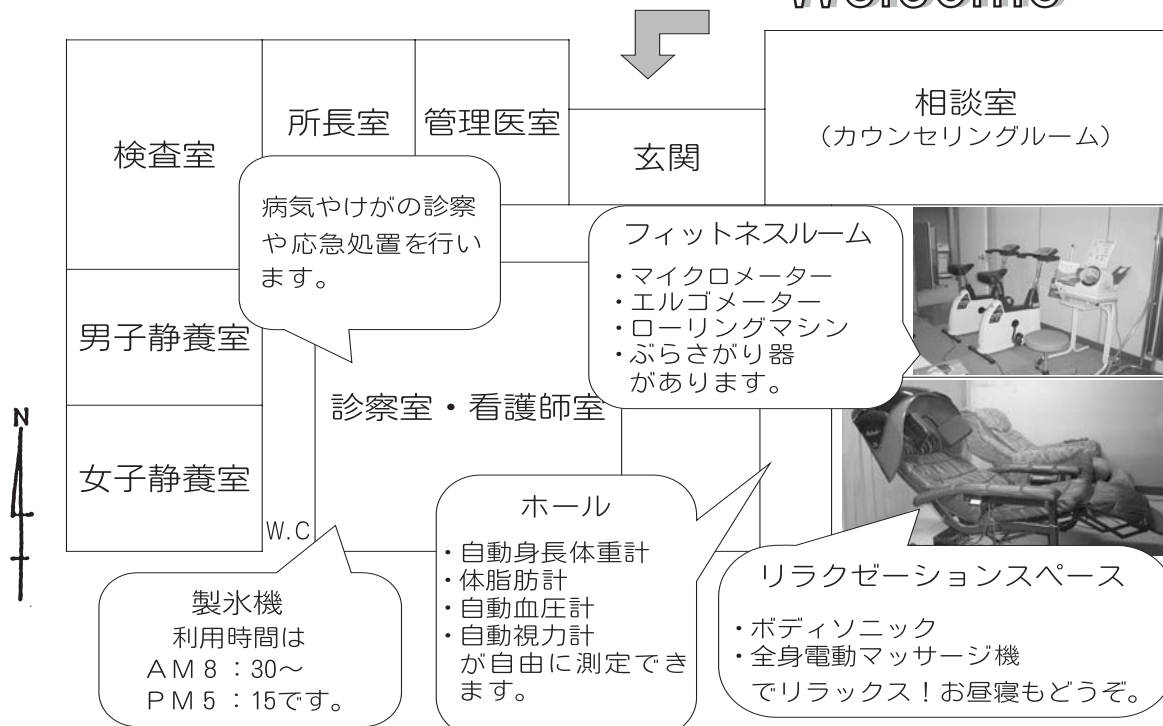 Welcome
検査室
所長室
管理医室
玄関
相談室
(カウンセリングルーム)
病気やけがの診察
や応急処置を行い
ます。
フィットネスルーム
・マイクロメーター
・エルゴメーター
・ローリングマシン
・ぶらさがり器
があります。
男子静養室
診察室・看護師室
N
女子静養室
W.C
ホール
・自動身長体重計
・体脂肪計
・自動血圧計
・自動視力計
が自由に測定でき
ます。
製氷機
利用時間は
AM8:30〜
PM5:15です。
リラクゼーションスペース
・ボディソニック
・全身電動マッサージ機
でリラックス!お昼寝もどうぞ。